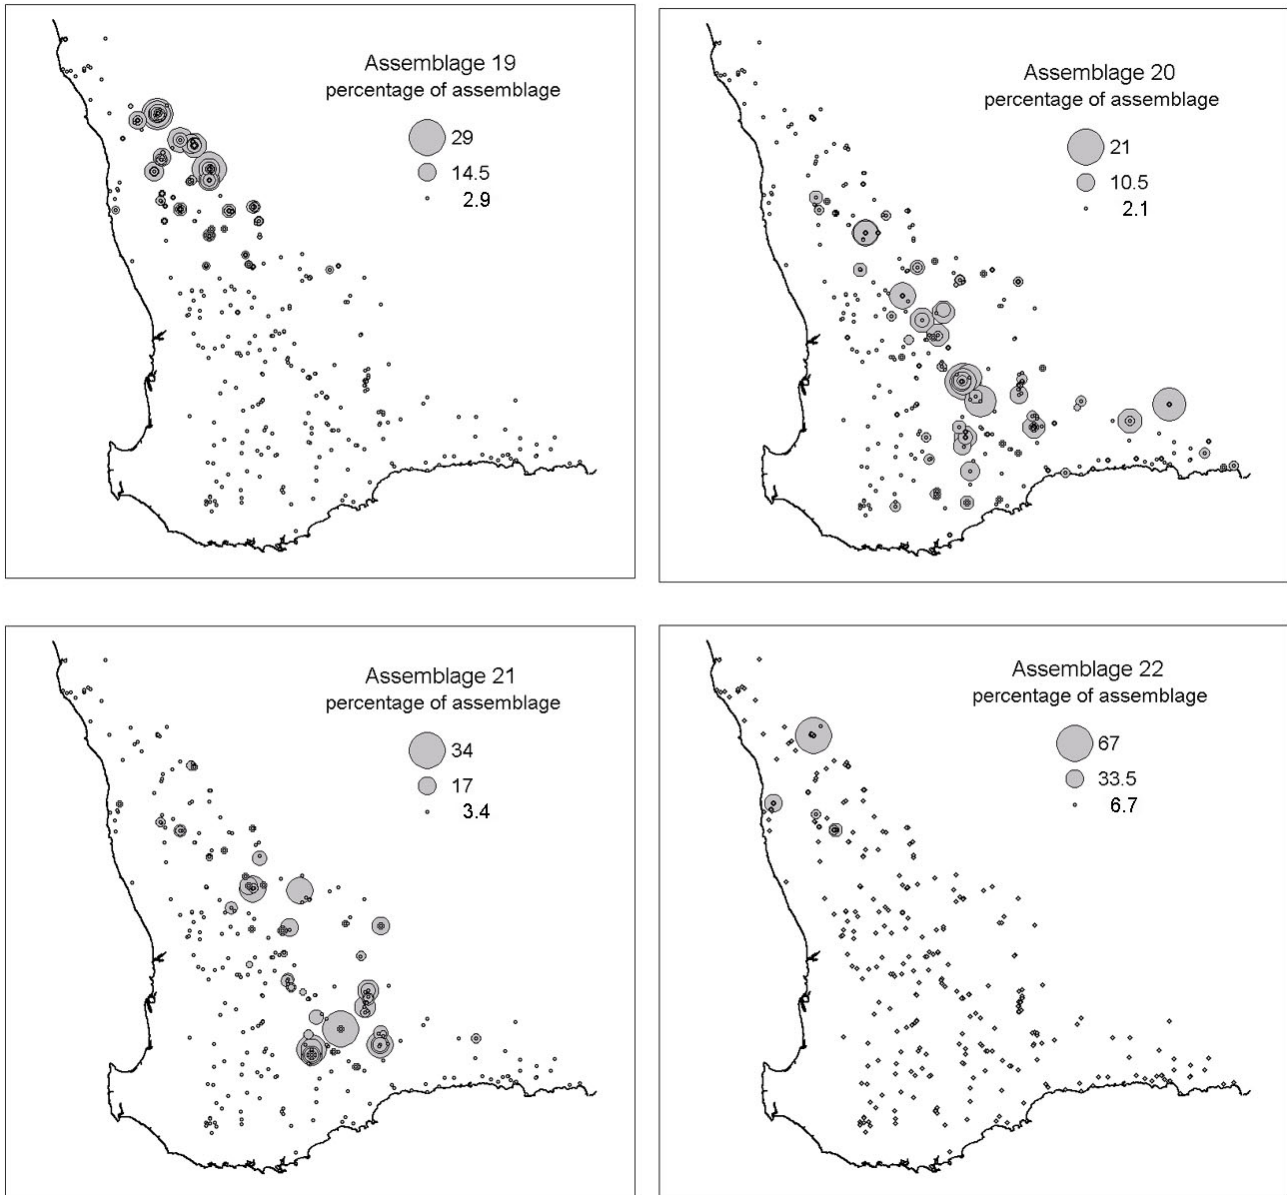 Assemblage 19
percentage of assemblage
29
14.5
2.9
Assemblage 20
percentage of assemblage
21
10.5
2.1
Assemblage 21
percentage of assemblage
34
17
3.4
Assemblage 22
percentage of assemblage
67
33.5
6.7